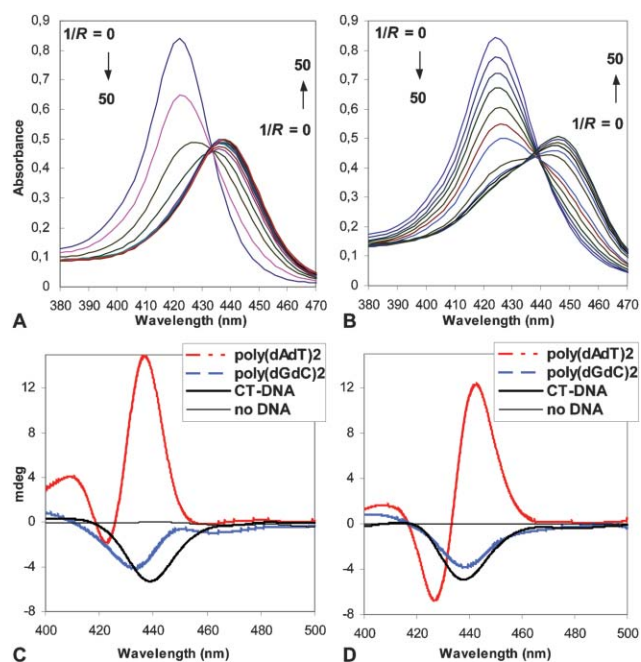 0,9
0,8
0,7
0,6
0,5
0,4
0,3
0,2
0,1
0
Absorbance
1/R = 0
50
50
1/R = 0
380 390 400 410 420 430 440 450 460 470
A Wavelength (nm)
0,9
0,8
0,7
0,6
0,5
0,4
0,3
0,2
0,1
0
1/R = 0
50
50
1/R = 0
380 390 400 410 420 430 440 450 460 470
B Wavelength (nm)
poly(dAdT)2
poly(dGdC)2
CT-DNA
no DNA
12
8
4
0
-4
-8
mdeg
400 420 440 460 480 500
C Wavelength (nm)
poly(dAdT)2
poly(dGdC)2
CT-DNA
no DNA
12
8
4
0
-4
-8
400 420 440 460 480 500
D Wavelength (nm)